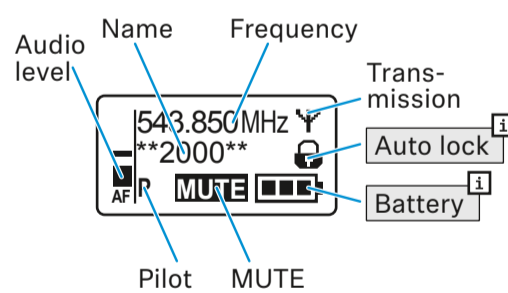 Name
Frequency
Audio
level
Trans-
mission
543.850MHz
**2000**
Auto lock
i
AF
P
MUTE
Battery
i
Pilot
MUTE